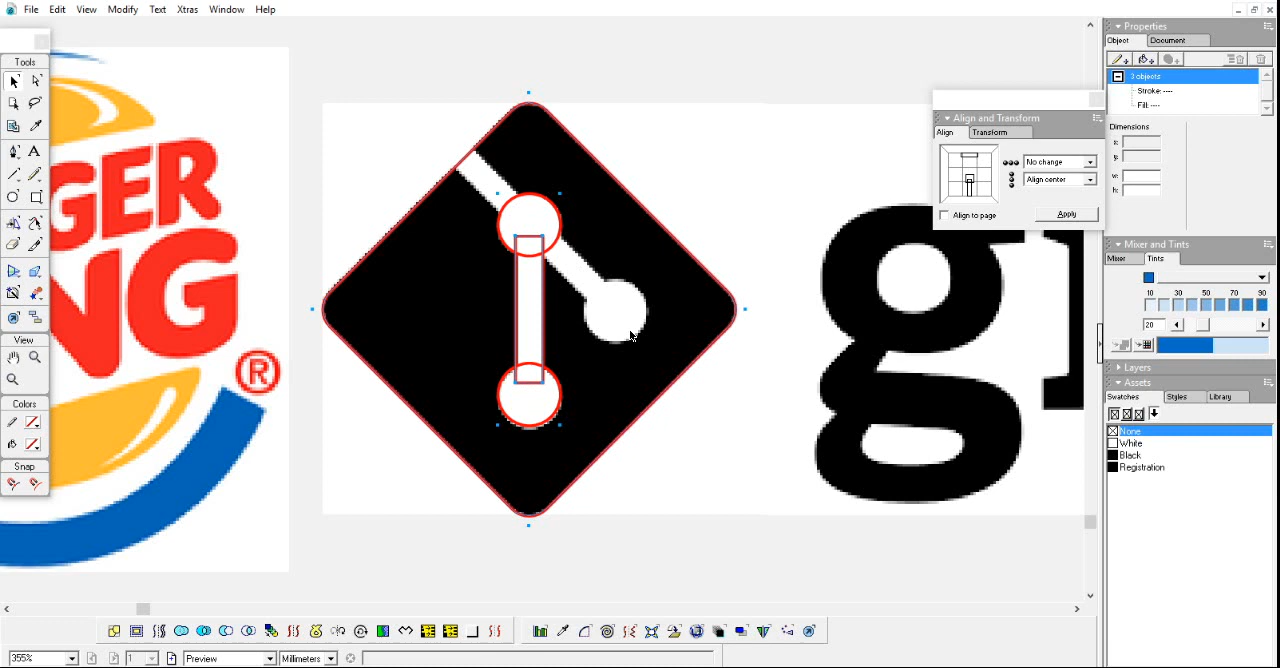 File Edit View Modify Text Xtras Window Help
Tools
View
Colors
Snap
GER
NG
®
g
Properties
Object Document
3 objects
Stroke: ----
Fill: ----
Dimensions
x:
y:
w:
h:
Align and Transform
Align Transform
No change
Align center
Align to page Apply
Mixer and Tints
Mixer Tints
10 30 50 70 90
20
Layers
Assets
Swatches Styles Library
None
White
Black
Registration
355% 1 Preview Millimeters